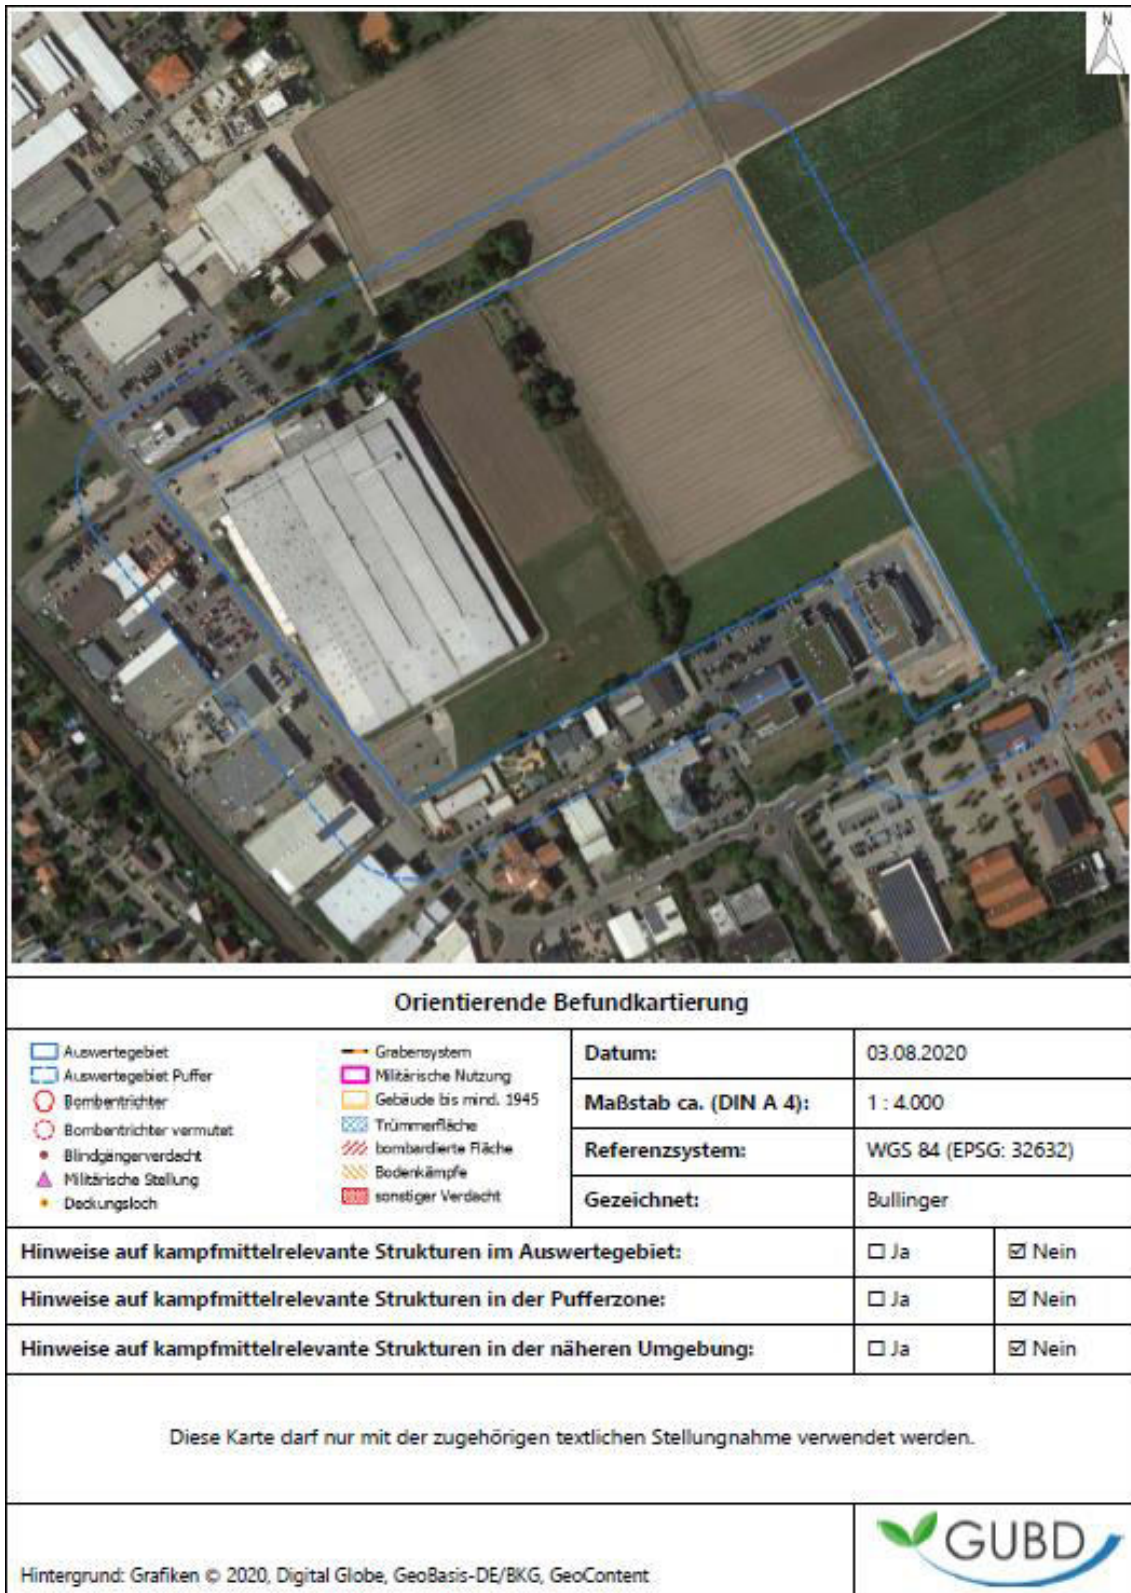 N
Orientierende Befundkartierung
Auswertegebiet
Auswertegebiet Puffer
Bombentrichter
Bombentrichter vermutet
Blindgängerverdacht
Militärische Stellung
Deckungsloch
Grabensystem
Militärische Nutzung
Gebäude bis mind. 1945
Trümmerfläche
bombardierte Fläche
Bodenkämpfe
sonstiger Verdacht
Datum: 03.08.2020
Maßstab ca. (DIN A 4): 1 : 4.000
Referenzsystem: WGS 84 (EPSG: 32632)
Gezeichnet: Bullinger
Hinweise auf kampfmittelrelevante Strukturen im Auswertegebiet: ☐ Ja ☑ Nein
Hinweise auf kampfmittelrelevante Strukturen in der Pufferzone: ☐ Ja ☑ Nein
Hinweise auf kampfmittelrelevante Strukturen in der näheren Umgebung: ☐ Ja ☑ Nein
Diese Karte darf nur mit der zugehörigen textlichen Stellungnahme verwendet werden.
Hintergrund: Grafiken © 2020, Digital Globe, GeoBasis-DE/BKG, GeoContent
GUBD